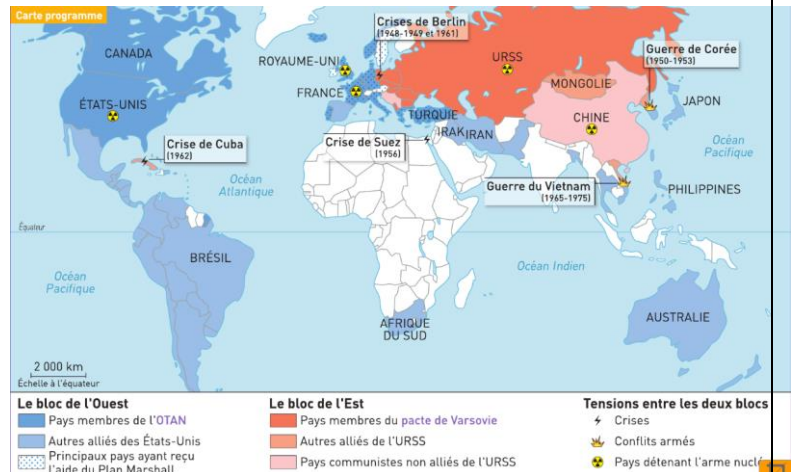 Carte programme
Crises de Berlin
(1948-1949 et 1961)
CANADA
ROYAUME-UNI
URSS
Guerre de Corée
(1950-1953)
FRANCE
MONGOLIE
ÉTATS-UNIS
TURQUIE
JAPON
CHINE
Crise de Cuba
(1962)
Crise de Suez
(1956)
IRAK
IRAN
Océan
Pacifique
Océan
Atlantique
Guerre du Vietnam
(1965-1975)
PHILIPPINES
Équateur
BRÉSIL
Océan
Pacifique
Océan Indien
AFRIQUE
DU SUD
AUSTRALIE
2 000 km
Échelle à l'équateur
Le bloc de l'Ouest
Pays membres de l'OTAN
Autres alliés des États-Unis
Principaux pays ayant reçu
l'aide du Plan Marshall
Le bloc de l'Est
Pays membres du pacte de Varsovie
Autres alliés de l'URSS
Pays communistes non alliés de l'URSS
Tensions entre les deux blocs
Crises
Conflits armés
Pays détenant l'arme